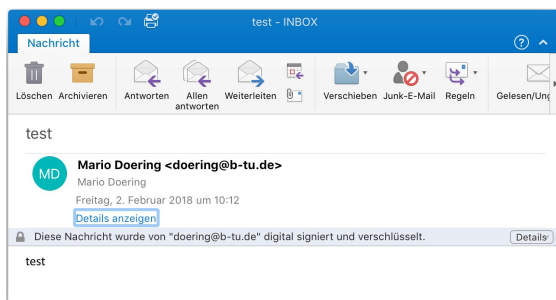 test - INBOX
Nachricht
?
Löschen Archivieren Antworten Allen antworten Weiterleiten Verschieben Junk-E-Mail Regeln Gelesen/Ung
test
MD
Mario Doering <doering@b-tu.de>
Mario Doering
Freitag, 2. Februar 2018 um 10:12
Details anzeigen
Diese Nachricht wurde von "doering@b-tu.de" digital signiert und verschlüsselt. Details
test